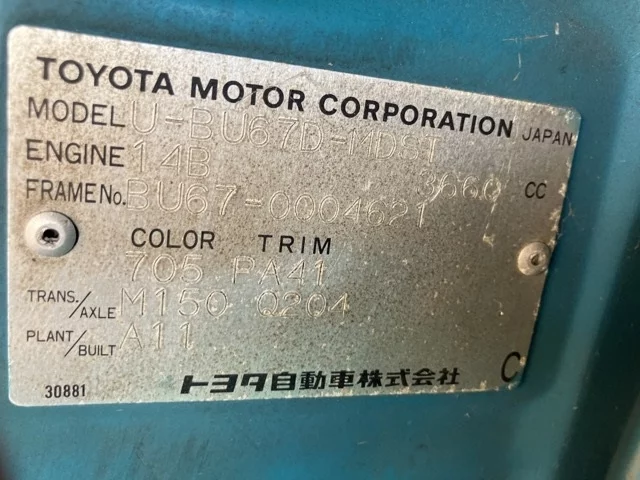 TOYOTA MOTOR CORPORATION JAPAN
MODEL U-BU67D-MDST
ENGINE 14B 3660 CC
FRAME No. BU67-0004621
COLOR TRIM
705 PA41
TRANS./AXLE M150 Q204
PLANT/BUILT A11
30881 トヨタ自動車株式会社 C